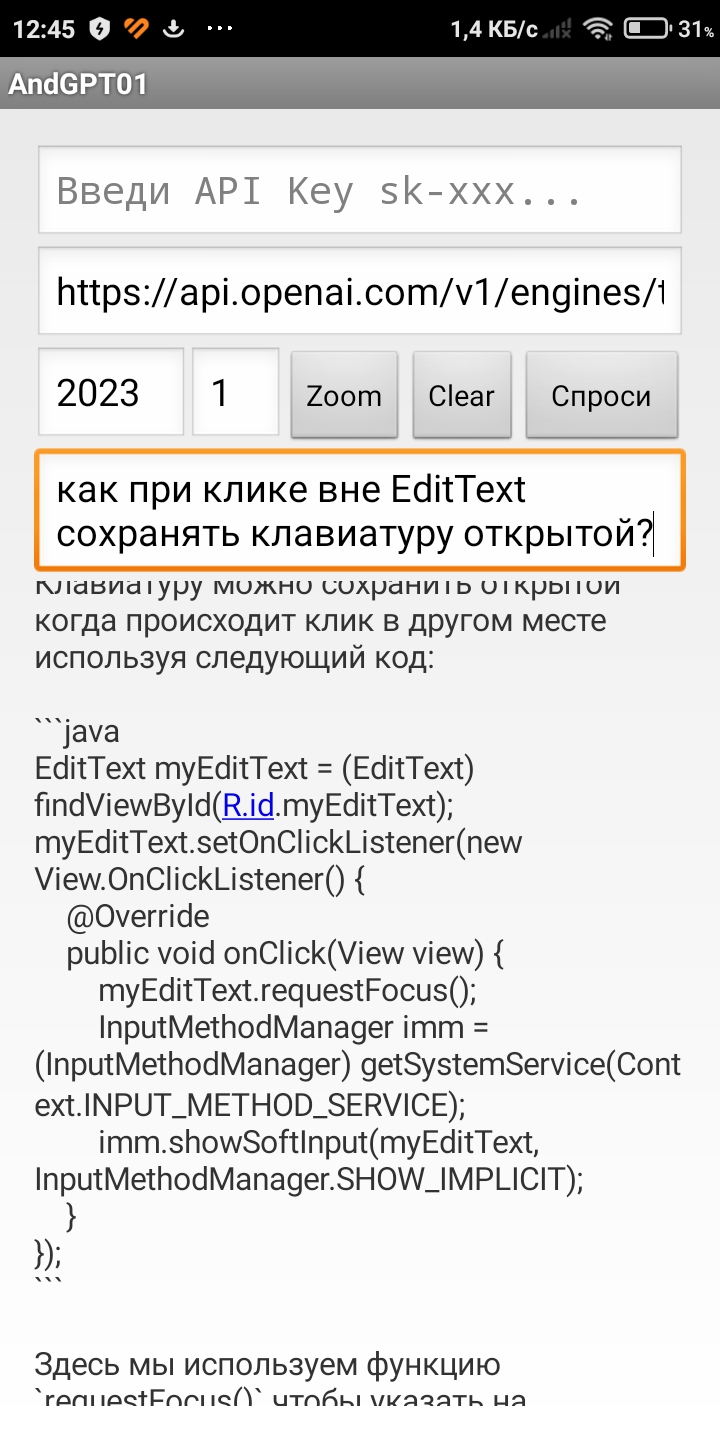 12:45 ... 1,4 КБ/с 31%
AndGPT01
Введи API Key sk-xxx...
https://api.openai.com/v1/engines/t
2023 1 Zoom Clear Спроси
как при клике вне EditText
сохранять клавиатуру открытой?
Клавиатуру можно сохранить открытой
когда происходит клик в другом месте
используя следующий код:
```java
EditText myEditText = (EditText)
findViewById(R.id.myEditText);
myEditText.setOnClickListener(new
View.OnClickListener() {
@Override
public void onClick(View view) {
myEditText.requestFocus();
InputMethodManager imm =
(InputMethodManager) getSystemService(Cont
ext.INPUT_METHOD_SERVICE);
imm.showSoftInput(myEditText,
InputMethodManager.SHOW_IMPLICIT);
}
});
```
Здесь мы используем функцию
`requestFocus()` чтобы указать на